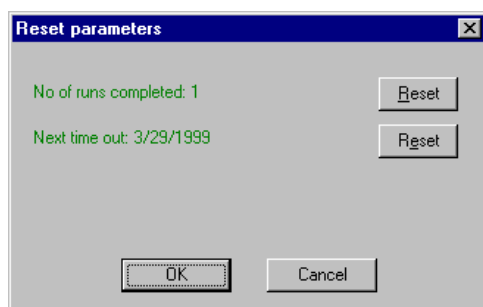 Reset parameters
No of runs completed: 1 Reset
Next time out: 3/29/1999 Reset
OK Cancel